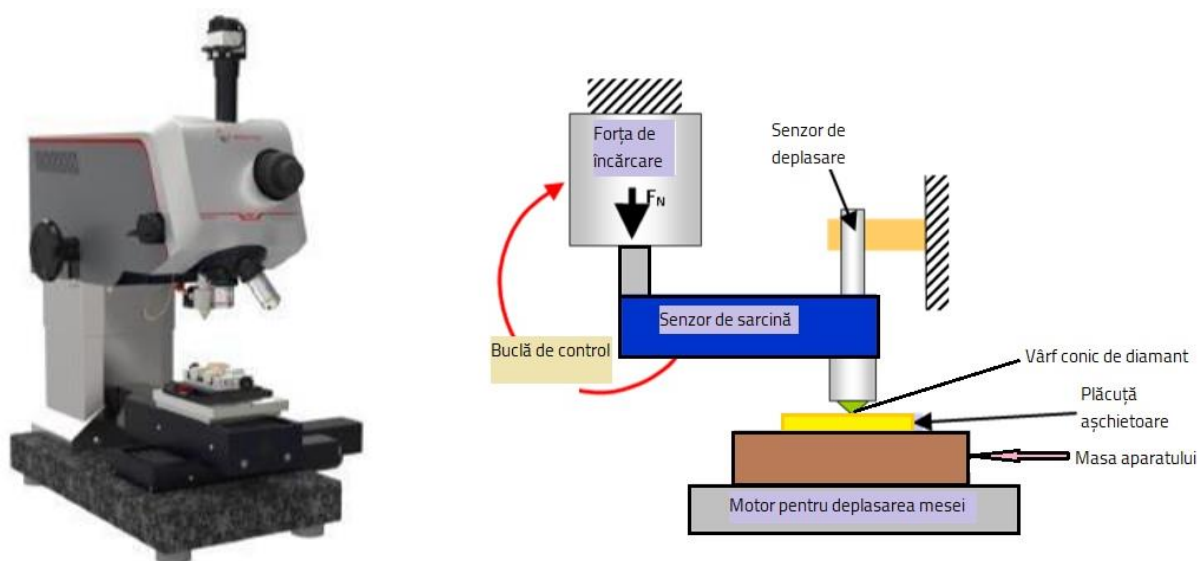 Forța de
încărcare
F_N
Senzor de
deplasare
Senzor de sarcină
Buclă de control
Vârf conic de diamant
Plăcuță
așchietoare
Masa aparatului
Motor pentru deplasarea mesei